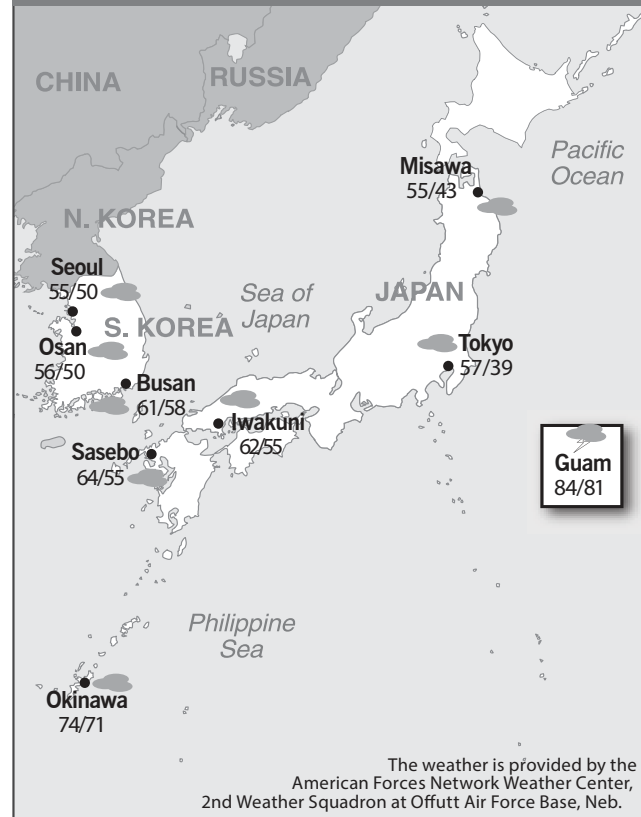 CHINA
RUSSIA
Pacific
Ocean
Misawa
55/43
N. KOREA
Seoul
55/50
Sea of
Japan
JAPAN
S. KOREA
Osan
56/50
Tokyo
57/39
Busan
61/58
Iwakuni
62/55
Sasebo
64/55
Guam
84/81
Philippine
Sea
Okinawa
74/71
The weather is provided by the
American Forces Network Weather Center,
2nd Weather Squadron at Offutt Air Force Base, Neb.